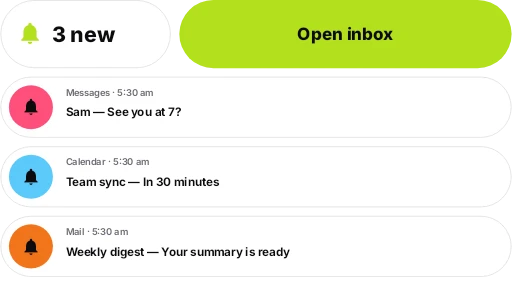 3 new
Open inbox
Messages · 5:30 am
Sam — See you at 7?
Calendar · 5:30 am
Team sync — In 30 minutes
Mail · 5:30 am
Weekly digest — Your summary is ready